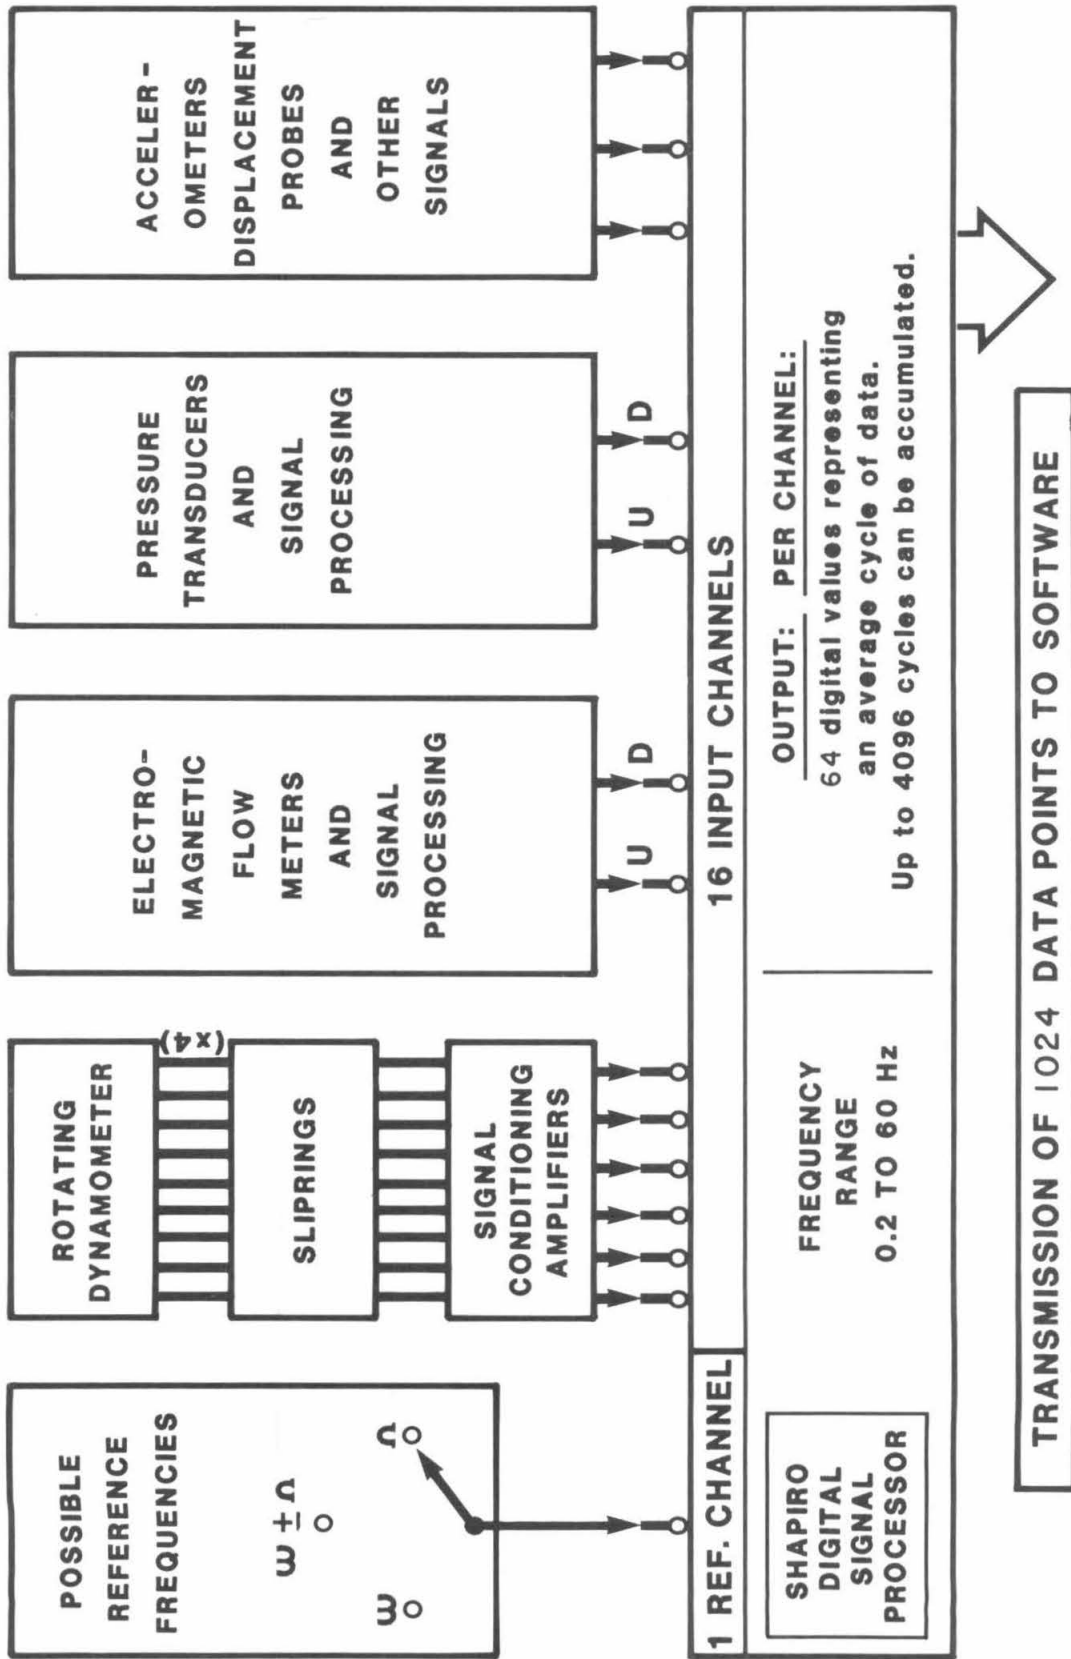 POSSIBLE
REFERENCE
FREQUENCIES
ω
ω ± Ω
Ω
ROTATING
DYNAMOMETER
(x4)
SLIPRINGS
SIGNAL
CONDITIONING
AMPLIFIERS
ELECTRO-
MAGNETIC
FLOW
METERS
AND
SIGNAL
PROCESSING
U D
PRESSURE
TRANSDUCERS
AND
SIGNAL
PROCESSING
U D
ACCELER-
OMETERS
DISPLACEMENT
PROBES
AND
OTHER
SIGNALS
1 REF. CHANNEL
16 INPUT CHANNELS
SHAPIRO
DIGITAL
SIGNAL
PROCESSOR
FREQUENCY
RANGE
0.2 TO 60 Hz
OUTPUT: PER CHANNEL:
64 digital values representing
an average cycle of data.
Up to 4096 cycles can be accumulated.
TRANSMISSION OF 1024 DATA POINTS TO SOFTWARE